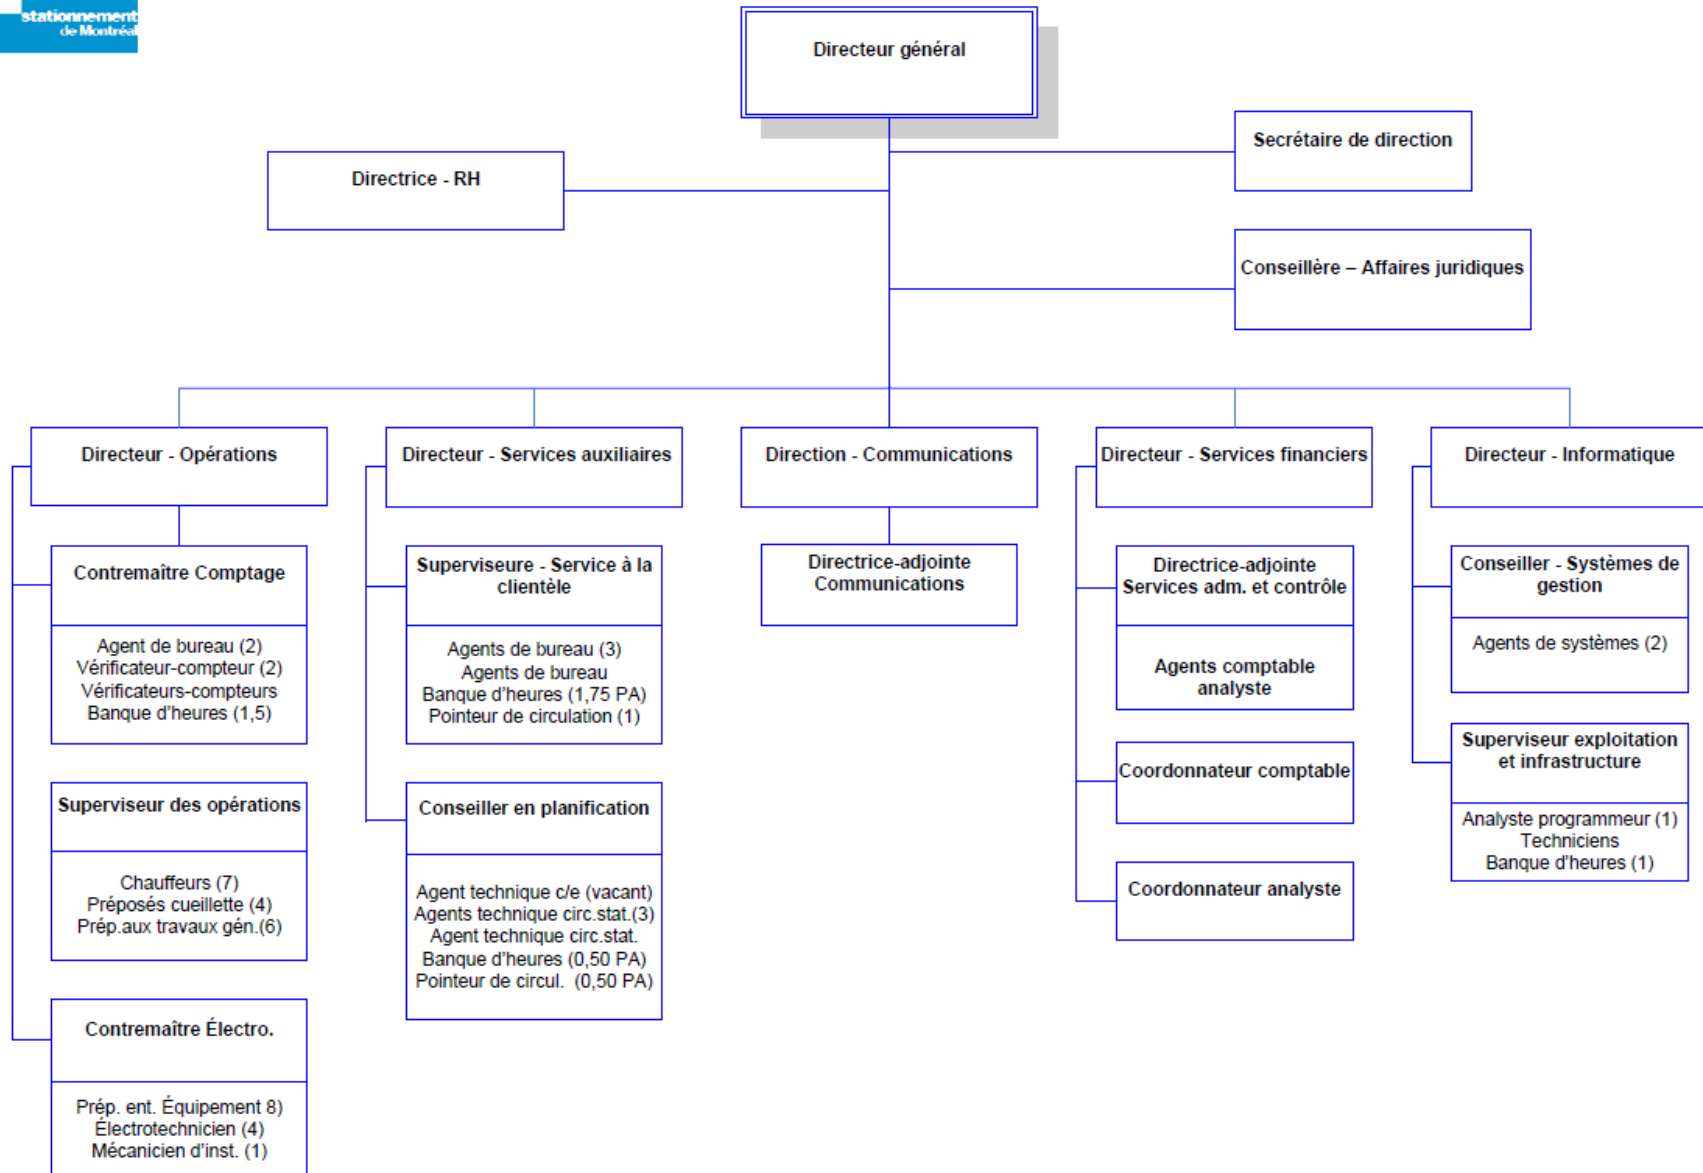 stationnement
de Montréal
Directeur général
Secrétaire de direction
Directrice - RH
Conseillère – Affaires juridiques
Directeur - Opérations
Directeur - Services auxiliaires
Direction - Communications
Directeur - Services financiers
Directeur - Informatique
Contremaître Comptage
Agent de bureau (2)
Vérificateur-compteur (2)
Vérificateurs-compteurs
Banque d'heures (1,5)
Superviseur des opérations
Chauffeurs (7)
Préposés cueillette (4)
Prép.aux travaux gén.(6)
Contremaître Électro.
Prép. ent. Équipement 8)
Électrotechnicien (4)
Mécanicien d'inst. (1)
Superviseure - Service à la
clientèle
Agents de bureau (3)
Agents de bureau
Banque d'heures (1,75 PA)
Pointeur de circulation (1)
Conseiller en planification
Agent technique c/e (vacant)
Agents technique circ.stat.(3)
Agent technique circ.stat.
Banque d'heures (0,50 PA)
Pointeur de circul. (0,50 PA)
Directrice-adjointe
Communications
Directrice-adjointe
Services adm. et contrôle
Agents comptable
analyste
Coordonnateur comptable
Coordonnateur analyste
Conseiller - Systèmes de
gestion
Agents de systèmes (2)
Superviseur exploitation
et infrastructure
Analyste programmeur (1)
Techniciens
Banque d'heures (1)